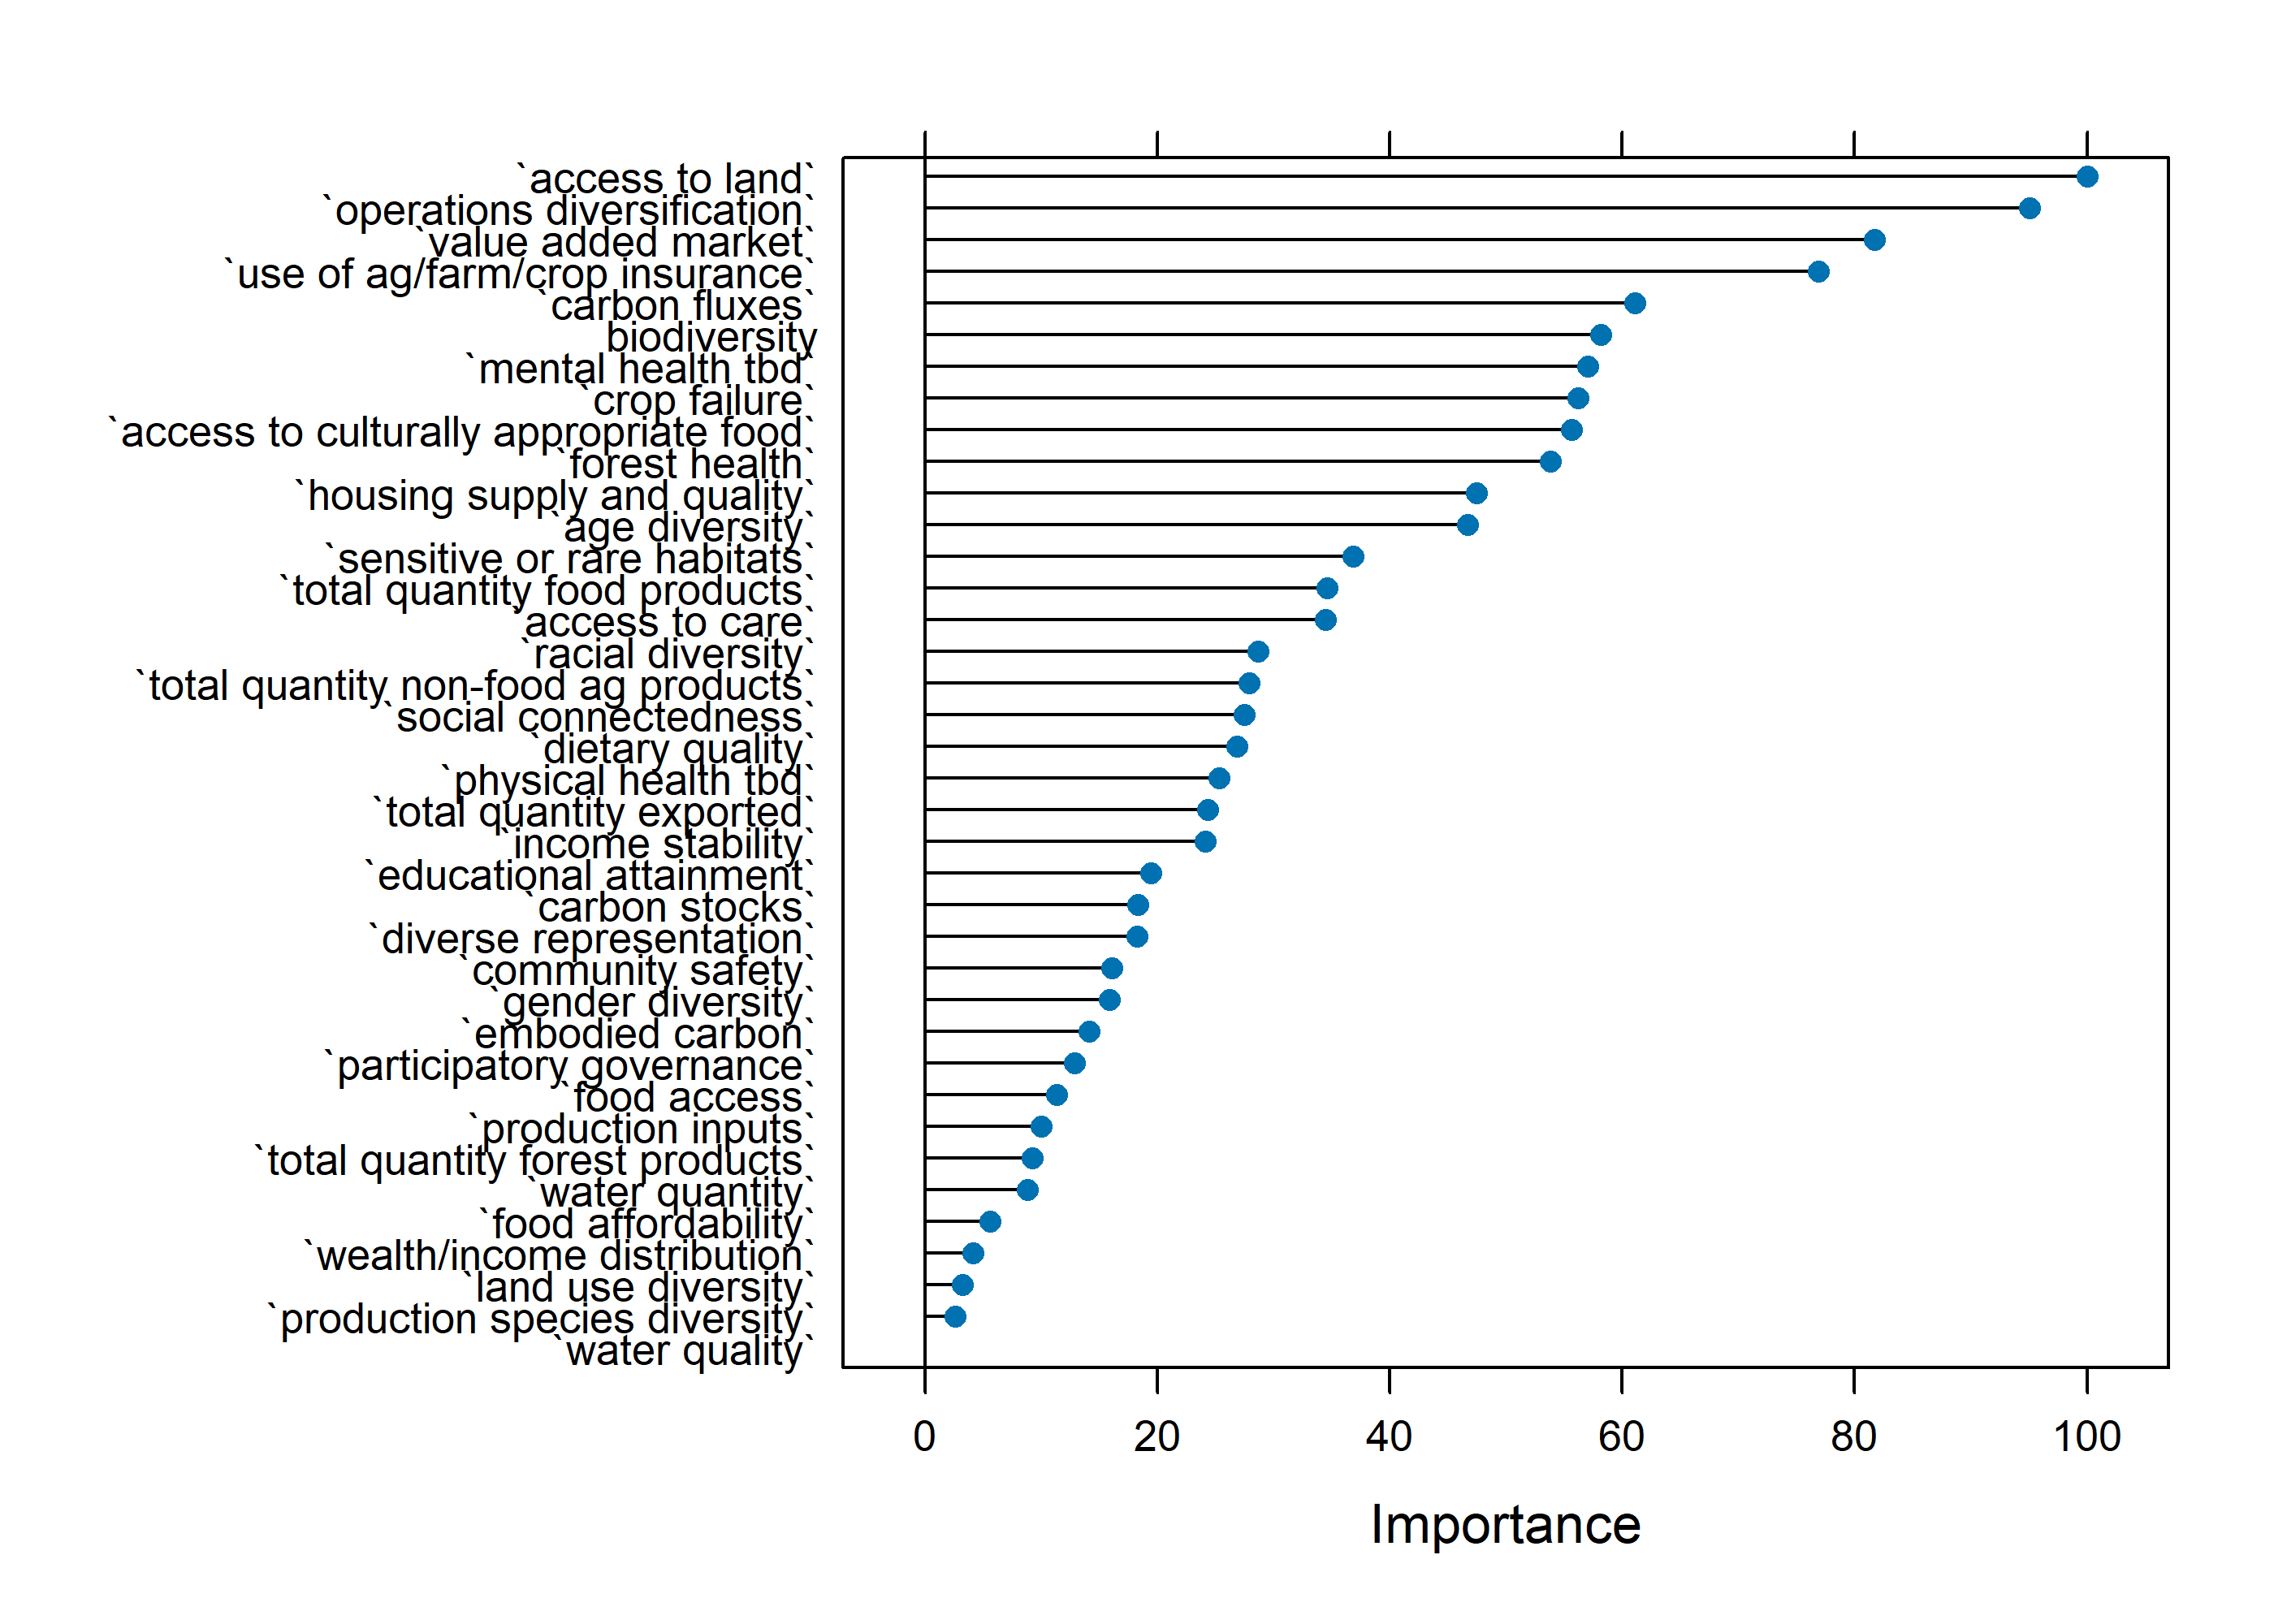 `access to land`
`operations diversification`
`value added market`
`use of ag/farm/crop insurance`
`carbon fluxes`
biodiversity
`mental health tbd`
`crop failure`
`access to culturally appropriate food`
`forest health`
`housing supply and quality`
`age diversity`
`sensitive or rare habitats`
`total quantity food products`
`access to care`
`racial diversity`
`total quantity non-food ag products`
`social connectedness`
`dietary quality`
`physical health tbd`
`total quantity exported`
`income stability`
`educational attainment`
`carbon stocks`
`diverse representation`
`community safety`
`gender diversity`
`embodied carbon`
`participatory governance`
`food access`
`production inputs`
`total quantity forest products`
`water quantity`
`food affordability`
`wealth/income distribution`
`land use diversity`
`production species diversity`
`water quality`
0 20 40 60 80 100
Importance